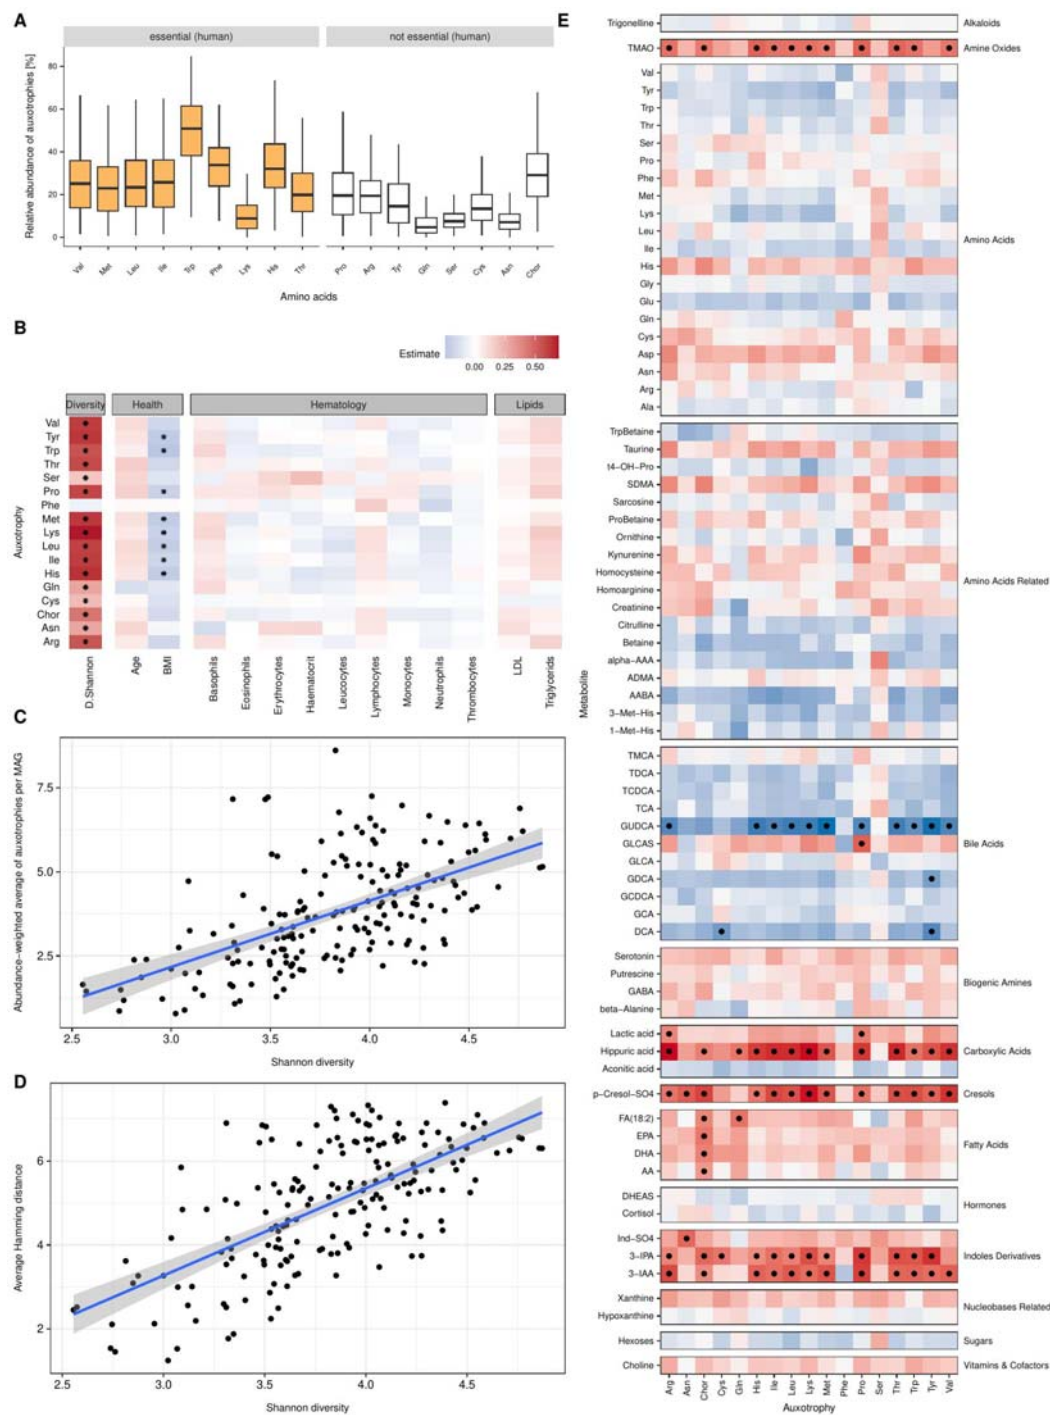 A
essential (human)
not essential (human)
Relative abundance of auxotrophies [%]
80
60
40
20
0
Val
Met
Leu
Ile
Trp
Phe
Lys
His
Thr
Pro
Arg
Tyr
Gln
Ser
Cys
Asn
Chor
Amino acids
B
Estimate
0.00
0.25
0.50
Diversity
Health
Hematology
Lipids
Auxotrophy
Val
Tyr
Trp
Thr
Ser
Pro
Phe
Met
Lys
Leu
Ile
His
Gln
Cys
Chor
Asn
Arg
D.Shannon
Age
BMI
Basophils
Eosinophils
Erythrocytes
Haematocrit
Leucocytes
Lymphocytes
Monocytes
Neutrophils
Thrombocytes
LDL
Triglycerids
C
Abundance−weighted average of auxotrophies per MAG
7.5
5.0
2.5
2.5
3.0
3.5
4.0
4.5
Shannon diversity
D
Average Hamming distance
6
4
2
2.5
3.0
3.5
4.0
4.5
Shannon diversity
E
Metabolite
Trigonelline
Alkaloids
TMAO
Amine Oxides
Val
Tyr
Trp
Thr
Ser
Pro
Phe
Met
Lys
Leu
Ile
His
Gly
Glu
Gln
Cys
Asp
Asn
Arg
Ala
Amino Acids
TrpBetaine
Taurine
t4−OH−Pro
SDMA
Sarcosine
ProBetaine
Ornithine
Kynurenine
Homocysteine
Homoarginine
Creatinine
Citrulline
Betaine
alpha−AAA
ADMA
AABA
3−Met−His
1−Met−His
Amino Acids Related
TMCA
TDCA
TCDCA
TCA
GUDCA
GLCAS
GLCA
GDCA
GCDCA
GCA
DCA
Bile Acids
Serotonin
Putrescine
GABA
beta−Alanine
Biogenic Amines
Lactic acid
Hippuric acid
Aconitic acid
Carboxylic Acids
p−Cresol−SO4
Cresols
FA(18:2)
EPA
DHA
AA
Fatty Acids
DHEAS
Cortisol
Hormones
Ind−SO4
3−IPA
3−IAA
Indoles Derivatives
Xanthine
Hypoxanthine
Nucleobases Related
Hexoses
Sugars
Choline
Vitamins & Cofactors
Arg
Asn
Chor
Cys
Gln
His
Ile
Leu
Lys
Met
Phe
Pro
Ser
Thr
Trp
Tyr
Val
Auxotrophy